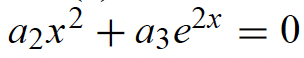 a₂x² + a₃e²ˣ = 0